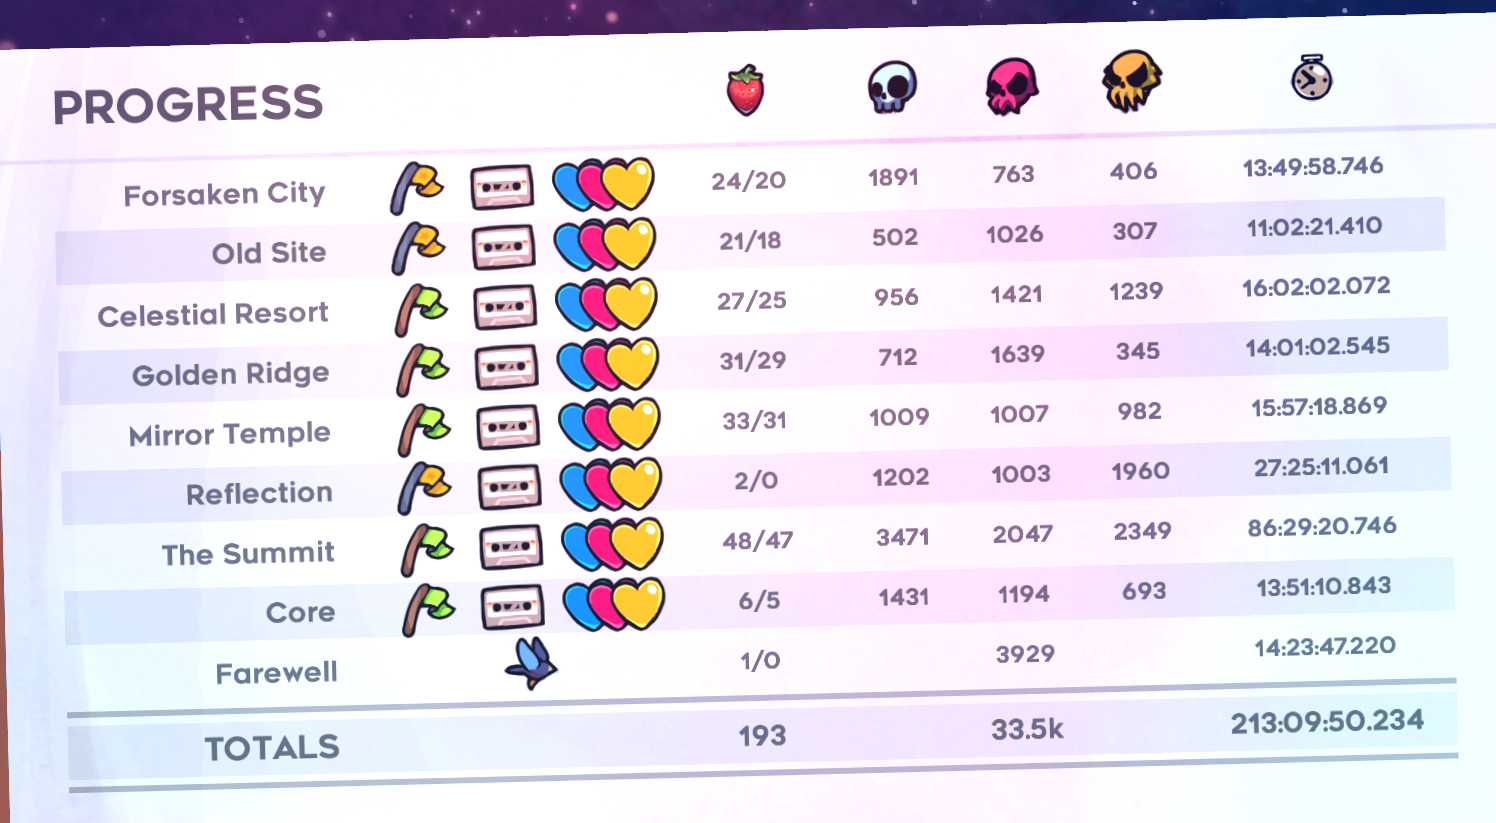 PROGRESS
Forsaken City 24/20 1891 763 406 13:49:58.746
Old Site 21/18 502 1026 307 11:02:21.410
Celestial Resort 27/25 956 1421 1239 16:02:02.072
Golden Ridge 31/29 712 1639 345 14:01:02.545
Mirror Temple 33/31 1009 1007 982 15:57:18.869
Reflection 2/0 1202 1003 1960 27:25:11.061
The Summit 48/47 3471 2047 2349 86:29:20.746
Core 6/5 1431 1194 693 13:51:10.843
Farewell 1/0 3929 14:23:47.220
TOTALS 193 33.5k 213:09:50.234